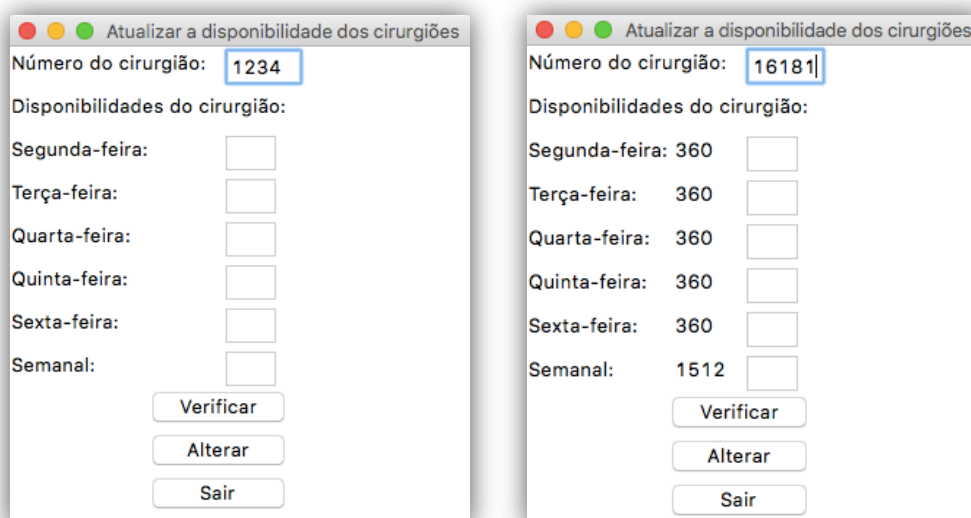 Atualizar a disponibilidade dos cirurgiões
Número do cirurgião: 1234
Disponibilidades do cirurgião:
Segunda-feira:
Terça-feira:
Quarta-feira:
Quinta-feira:
Sexta-feira:
Semanal:
Verificar
Alterar
Sair
Atualizar a disponibilidade dos cirurgiões
Número do cirurgião: 16181
Disponibilidades do cirurgião:
Segunda-feira: 360
Terça-feira: 360
Quarta-feira: 360
Quinta-feira: 360
Sexta-feira: 360
Semanal: 1512
Verificar
Alterar
Sair